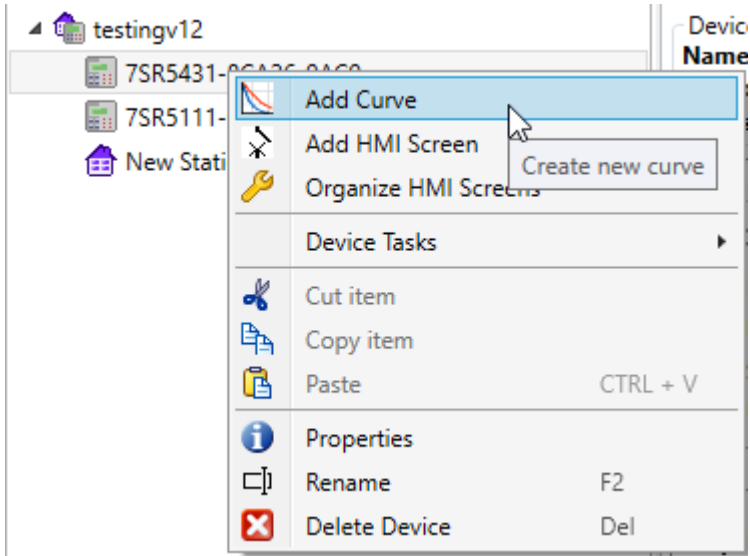 testingv12
Device
Name
7SR5431-
7SR5111-
New Stati
Add Curve
Add HMI Screen
Create new curve
Organize HMI Screens
Device Tasks
Cut item
Copy item
Paste CTRL + V
Properties
Rename F2
Delete Device Del